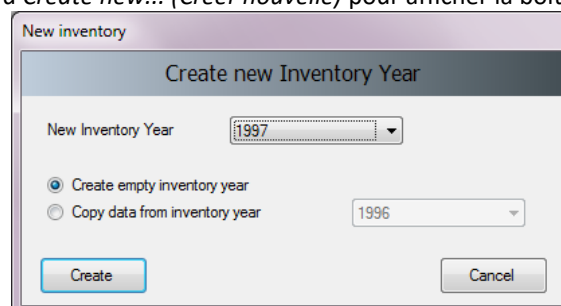 Create new... (Créer nouvelle) pour afficher la boît
New inventory
Create new Inventory Year
New Inventory Year 1997
Create empty inventory year
Copy data from inventory year 1996
Create Cancel